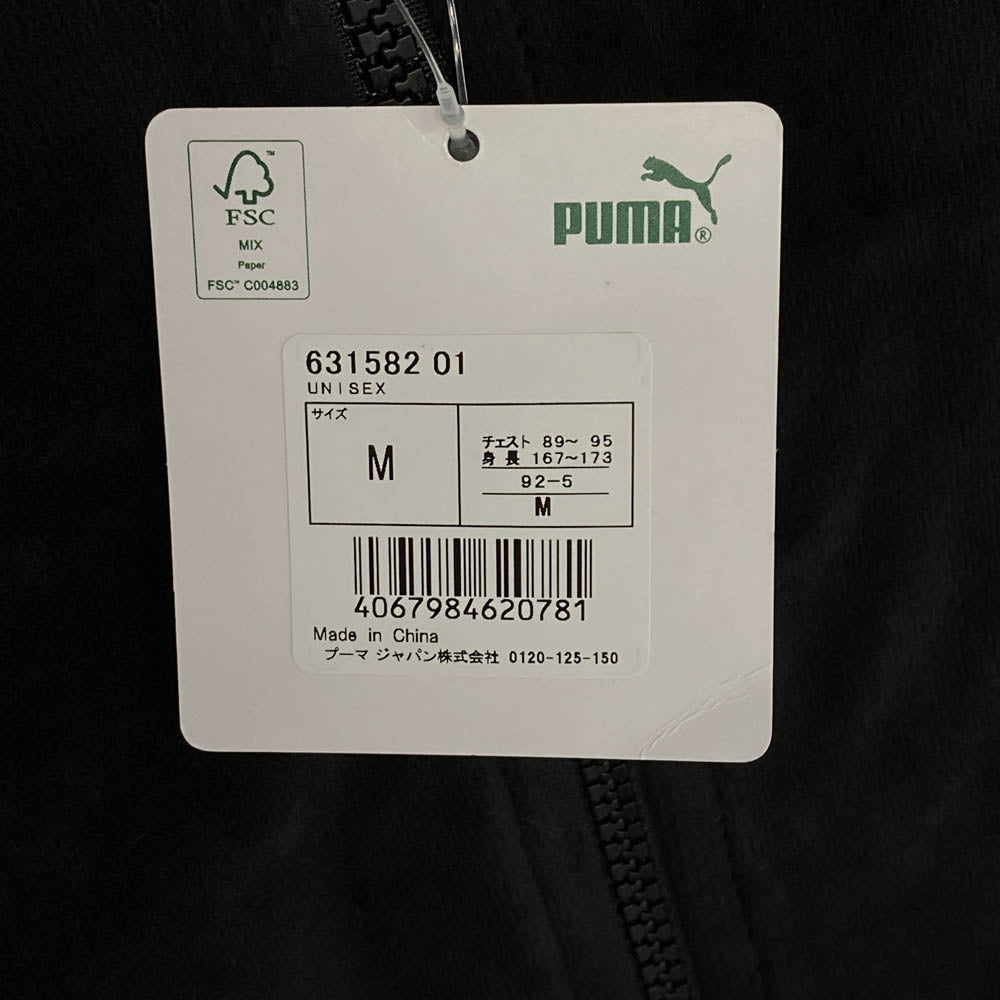 FSC
MIX
Paper
FSC™ C004883
PUMA®
631582 01
UNISEX
サイズ
M
チェスト 89〜 95
身 長 167〜173
92-5
M
4067984620781
Made in China
プーマ ジャパン株式会社 0120-125-150